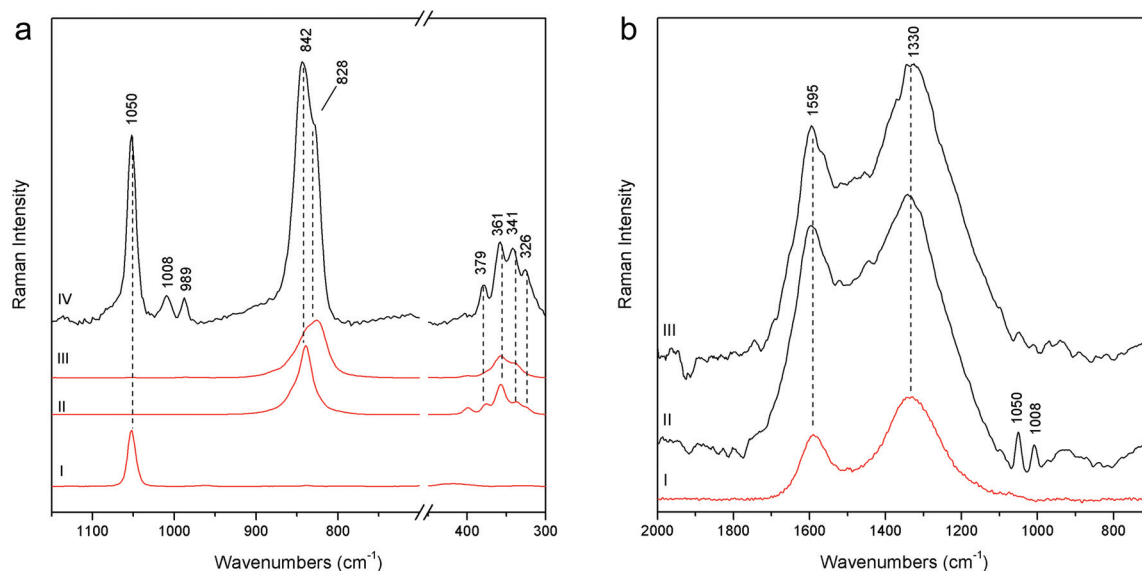 a
1050
1008
989
842
828
379
361
341
326
IV
III
II
I
Raman Intensity
1100 1000 900 800 400 300
Wavenumbers (cm-1)
b
1595
1330
1050
1008
III
II
I
Raman Intensity
2000 1800 1600 1400 1200 1000 800
Wavenumbers (cm-1)